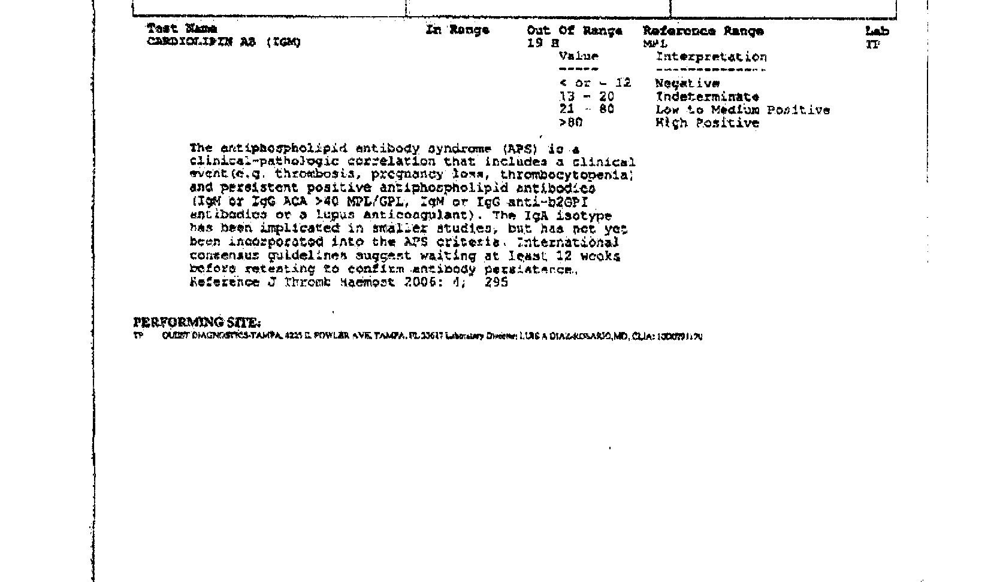 Test Name In Range Out Of Range Reference Range Lab
CARDIOLIPIN AB (IGM) 19 H MPL TP
Value Interpretation
----- --------------
< or = 12 Negative
13 - 20 Indeterminate
21 - 80 Low to Medium Positive
>80 High Positive
The antiphospholipid antibody syndrome (APS) is a
clinical-pathologic correlation that includes a clinical
event(e.g. thrombosis, pregnancy loss, thrombocytopenia)
and persistent positive antiphospholipid antibodies
(IgM or IgG ACA >40 MPL/GPL, IgM or IgG anti-b2GPI
antibodies or a lupus anticoagulant). The IgA isotype
has been implicated in smaller studies, but has not yet
been incorporated into the APS criteria. International
consensus guidelines suggest waiting at least 12 weeks
before retesting to confirm antibody persistence.
Reference J Thromb Haemost 2006: 4; 295
PERFORMING SITE:
TP QUEST DIAGNOSTICS-TAMPA, 4225 E. FOWLER AVE, TAMPA, FL 33617 Laboratory Director: LUIS A DIAZ-ROSARIO,MD, CLIA: